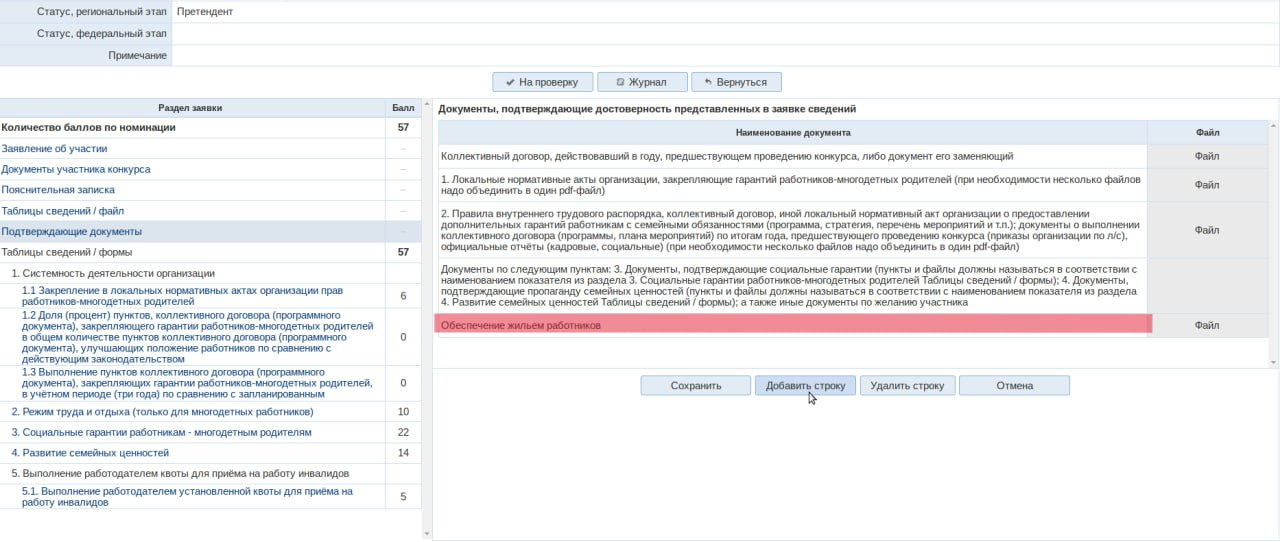 Статус, региональный этап Претендент
Статус, федеральный этап
Примечание
На проверку Журнал Вернуться
Раздел заявки Балл
Количество баллов по номинации 57
Заявление об участии –
Документы участника конкурса –
Пояснительная записка –
Таблицы сведений / файл –
Подтверждающие документы –
Таблицы сведений / формы 57
1. Системность деятельности организации
1.1 Закрепление в локальных нормативных актах организации прав
работников-многодетных родителей 6
1.2 Доля (процент) пунктов, коллективного договора (программного
документа), закрепляющего гарантии работников-многодетных родителей
в общем количестве пунктов коллективного договора (программного 0
документа), улучшающих положение работников по сравнению с
действующим законодательством
1.3 Выполнение пунктов коллективного договора (программного
документа), закрепляющих гарантии работников-многодетных родителей, 0
в учётном периоде (три года) по сравнению с запланированным
2. Режим труда и отдыха (только для многодетных работников) 10
3. Социальные гарантии работникам - многодетным родителям 22
4. Развитие семейных ценностей 14
5. Выполнение работодателем квоты для приёма на работу инвалидов
5.1. Выполнение работодателем установленной квоты для приёма на
работу инвалидов 5
Документы, подтверждающие достоверность представленных в заявке сведений
Наименование документа Файл
Коллективный договор, действовавший в году, предшествующем проведению конкурса, либо документ его заменяющий Файл
1. Локальные нормативные акты организации, закрепляющие гарантий работников-многодетных родителей (при необходимости несколько файлов
надо объединить в один pdf-файл) Файл
2. Правила внутреннего трудового распорядка, коллективный договор, иной локальный нормативный акт организации о предоставлении
дополнительных гарантий работникам с семейными обязанностями (программа, стратегия, перечень мероприятий и т.п.); документы о выполнении
коллективного договора (программы, плана мероприятий) по итогам года, предшествующего проведению конкурса (приказы организации по л/с), Файл
официальные отчёты (кадровые, социальные) (при необходимости несколько файлов надо объединить в один pdf-файл)
Документы по следующим пунктам: 3. Документы, подтверждающие социальные гарантии (пункты и файлы должны называться в соответствии с
наименованием показателя из раздела 3. Социальные гарантии работников-многодетных родителей Таблицы сведений / формы); 4. Документы,
подтверждающие пропаганду семейных ценностей (пункты и файлы должны называться в соответствии с наименованием показателя из раздела
4. Развитие семейных ценностей Таблицы сведений / формы); а также иные документы по желанию участника
Обеспечение жильем работников Файл
Сохранить Добавить строку Удалить строку Отмена